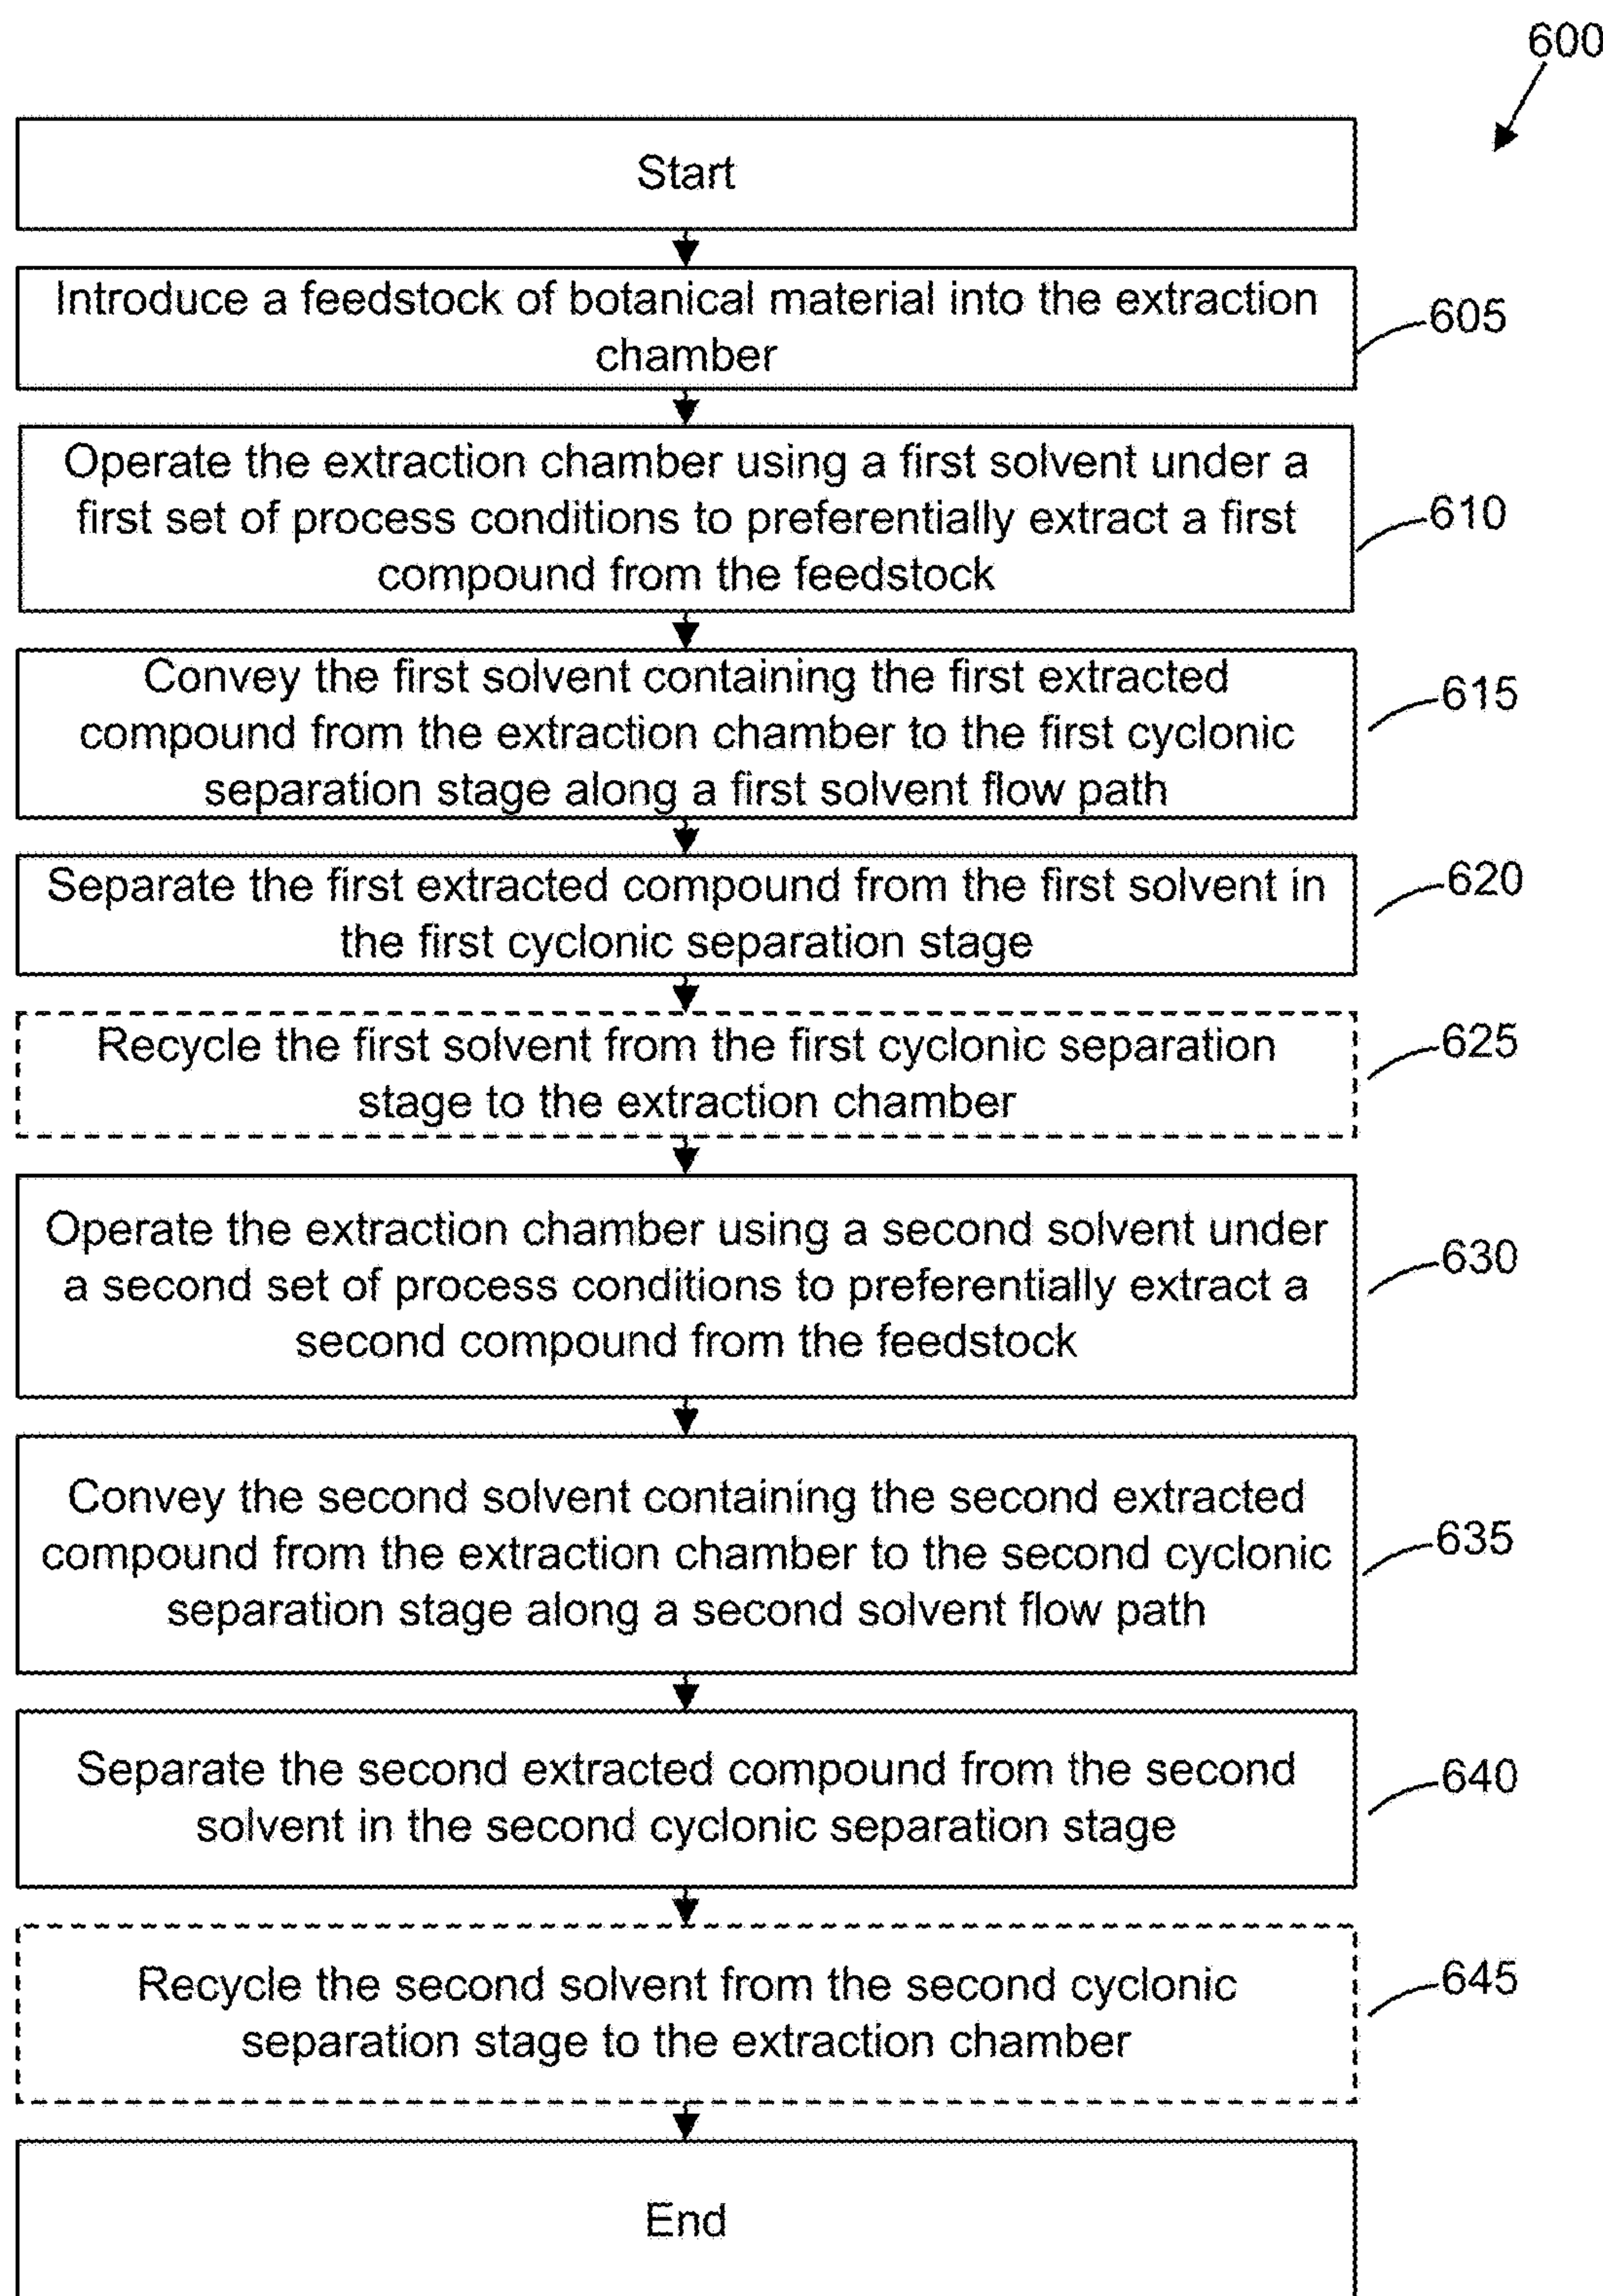 600
Start
Introduce a feedstock of botanical material into the extraction
chamber
605
Operate the extraction chamber using a first solvent under a
first set of process conditions to preferentially extract a first
compound from the feedstock
610
Convey the first solvent containing the first extracted
compound from the extraction chamber to the first cyclonic
separation stage along a first solvent flow path
615
Separate the first extracted compound from the first solvent in
the first cyclonic separation stage
620
Recycle the first solvent from the first cyclonic separation
stage to the extraction chamber
625
Operate the extraction chamber using a second solvent under
a second set of process conditions to preferentially extract a
second compound from the feedstock
630
Convey the second solvent containing the second extracted
compound from the extraction chamber to the second cyclonic
separation stage along a second solvent flow path
635
Separate the second extracted compound from the second
solvent in the second cyclonic separation stage
640
Recycle the second solvent from the second cyclonic
separation stage to the extraction chamber
645
End